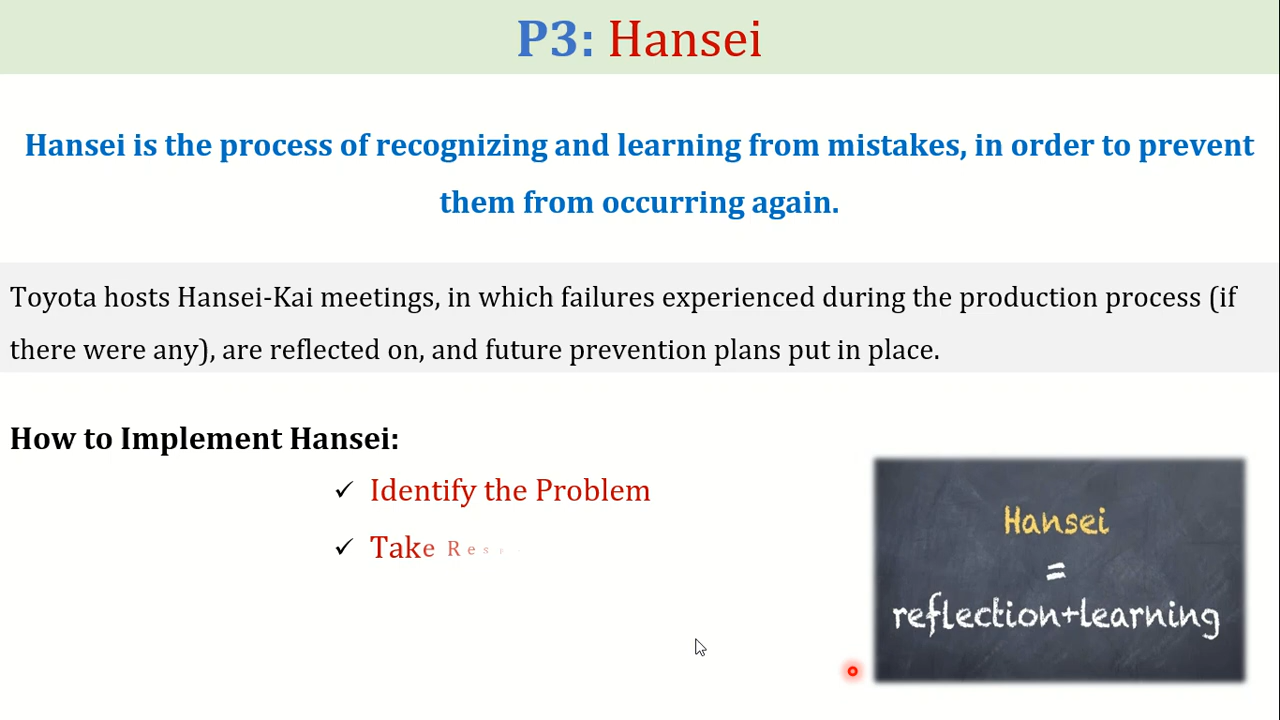 P3: Hansei
Hansei is the process of recognizing and learning from mistakes, in order to prevent
them from occurring again.
Toyota hosts Hansei-Kai meetings, in which failures experienced during the production process (if
there were any), are reflected on, and future prevention plans put in place.
How to Implement Hansei:
✓ Identify the Problem
✓ Take
Hansei
=
reflection+learning